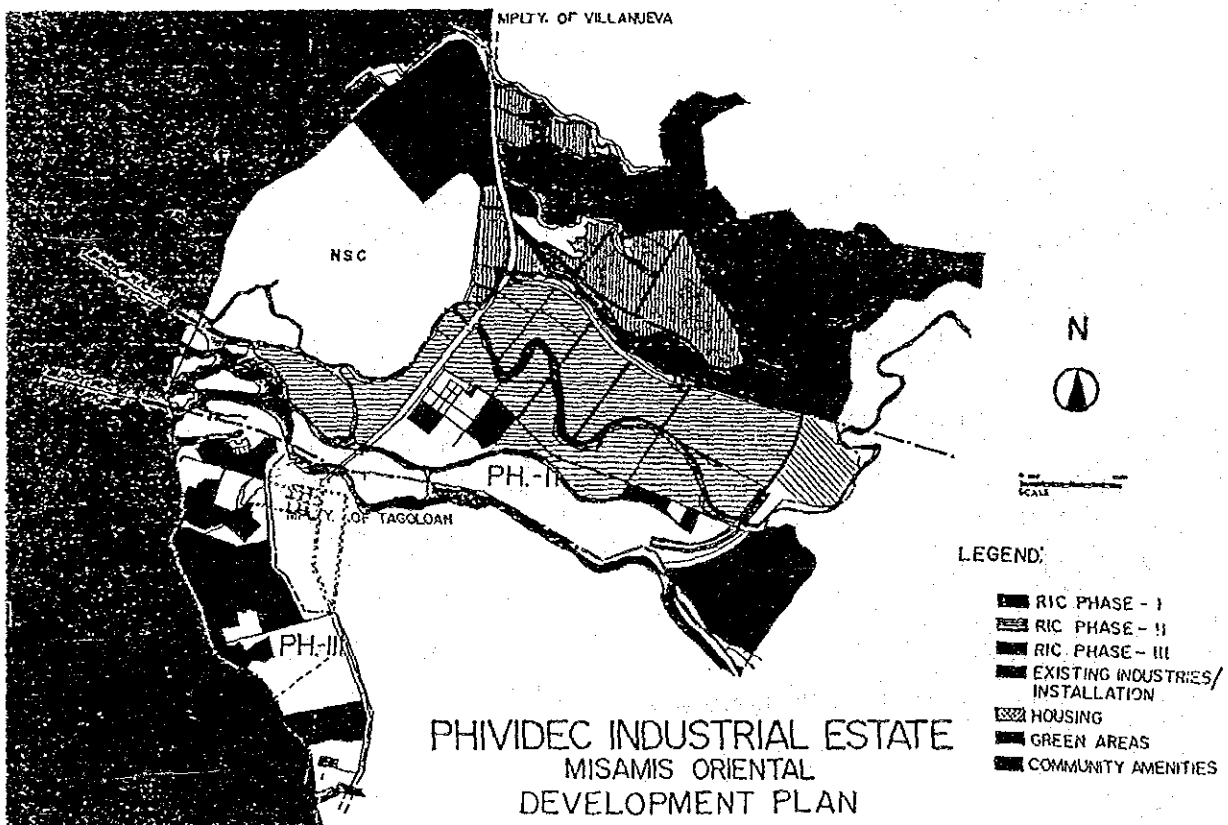 MPLTY. OF VILLANUEVA
NSC
N
PH.-II
SCALE
MPLTY. OF TAGOLOAN
PH.-III
LEGEND:
RIC PHASE - I
RIC PHASE - II
RIC PHASE - III
EXISTING INDUSTRIES/
INSTALLATION
HOUSING
GREEN AREAS
COMMUNITY AMENITIES
PHIVIDEC INDUSTRIAL ESTATE
MISAMIS ORIENTAL
DEVELOPMENT PLAN